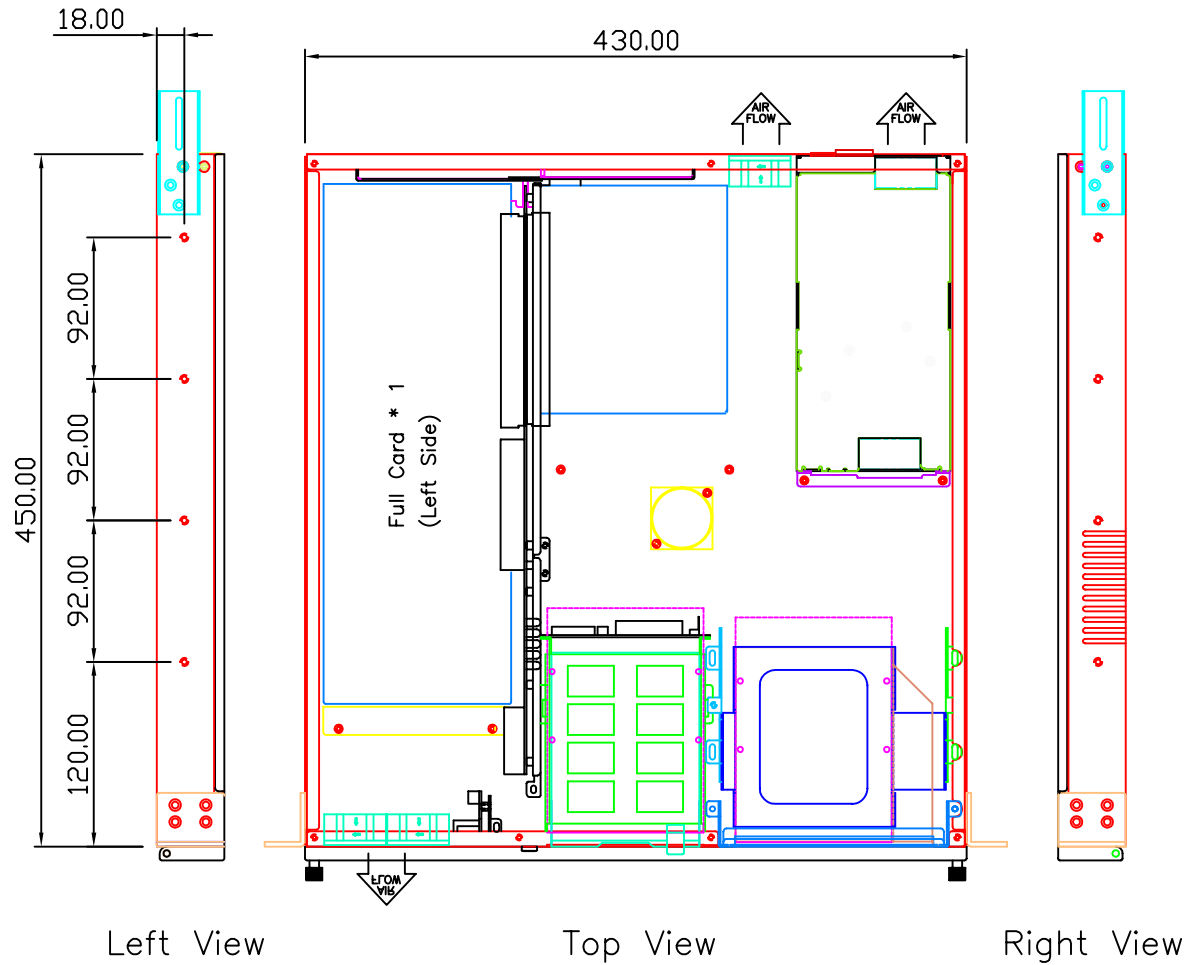 18.00
430.00
AIR
FLOW
AIR
FLOW
92.00
92.00
92.00
120.00
450.00
Full Card * 1
(Left Side)
AIR
FLOW
Left View
Top View
Right View